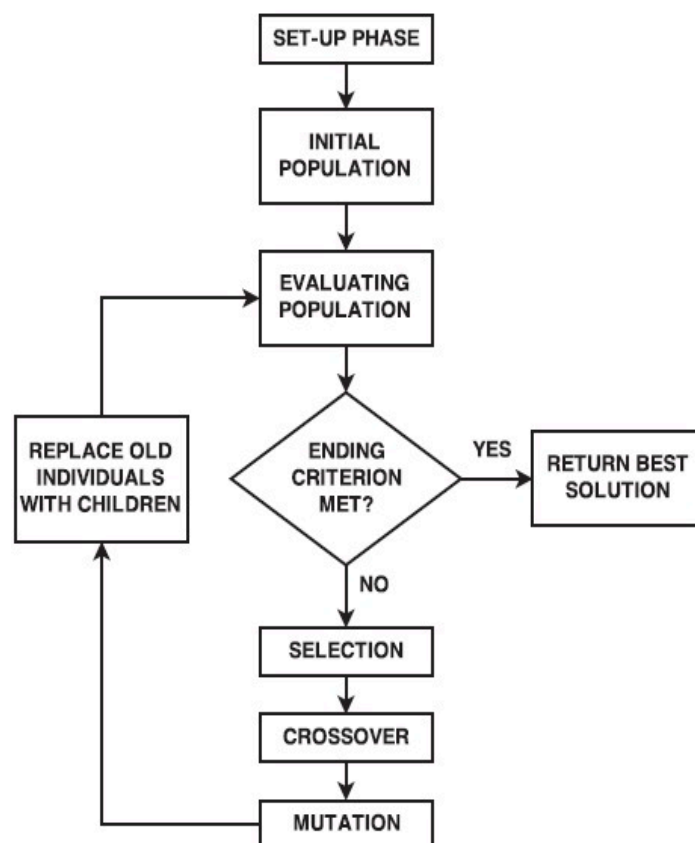 SET-UP PHASE
INITIAL
POPULATION
EVALUATING
POPULATION
REPLACE OLD
INDIVIDUALS
WITH CHILDREN
ENDING
CRITERION
MET?
YES
RETURN BEST
SOLUTION
NO
SELECTION
CROSSOVER
MUTATION